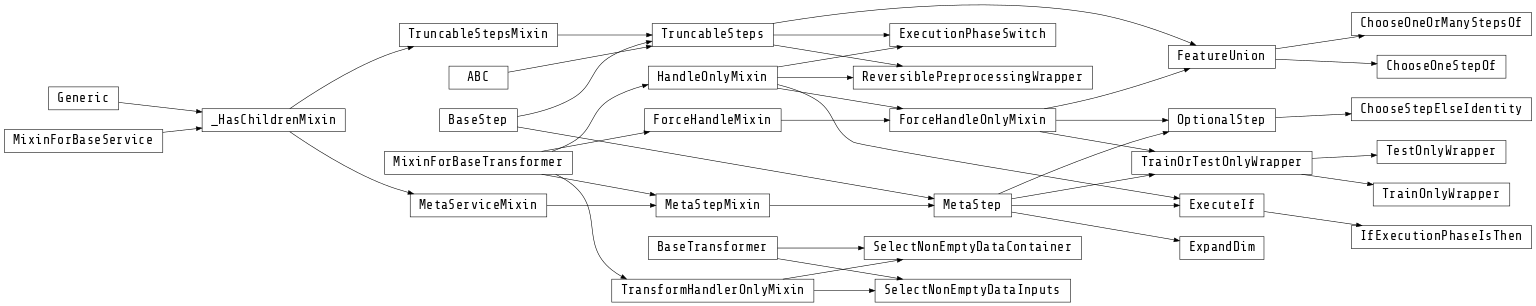 Generic
MixinForBaseService
_HasChildrenMixin
TruncableStepsMixin
ABC
BaseStep
MixinForBaseTransformer
MetaServiceMixin
TruncableSteps
HandleOnlyMixin
ForceHandleMixin
MetaStepMixin
BaseTransformer
TransformHandlerOnlyMixin
ExecutionPhaseSwitch
ReversiblePreprocessingWrapper
ForceHandleOnlyMixin
MetaStep
SelectNonEmptyDataContainer
SelectNonEmptyDataInputs
FeatureUnion
OptionalStep
TrainOrTestOnlyWrapper
ExecuteIf
ExpandDim
ChooseOneOrManyStepsOf
ChooseOneStepOf
ChooseStepElseIdentity
TestOnlyWrapper
TrainOnlyWrapper
IfExecutionPhaseIsThen